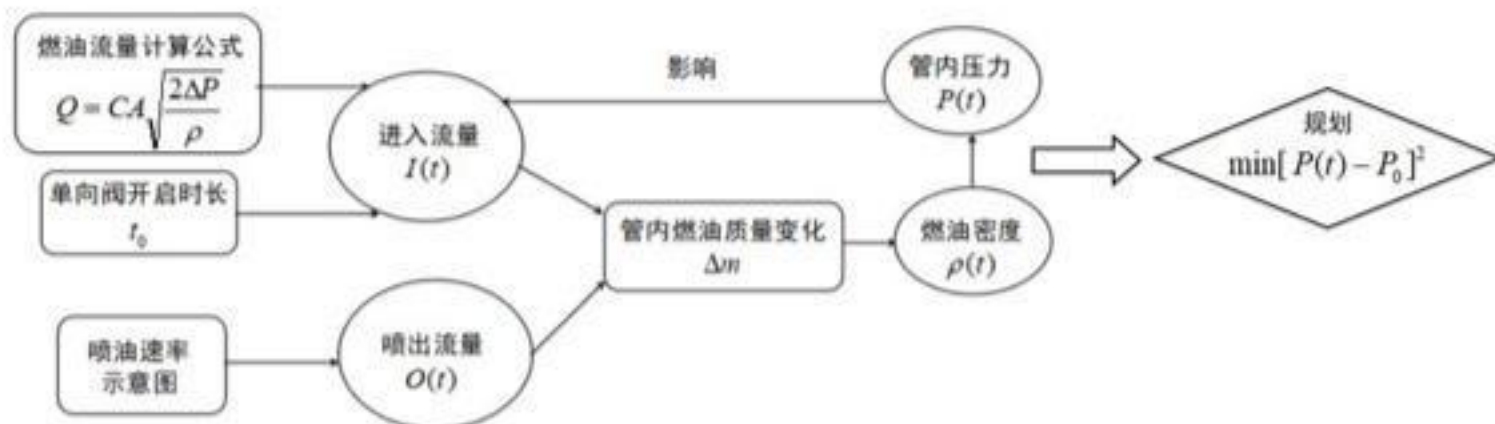 燃油流量计算公式
Q = CA√(2ΔP/ρ)
单向阀开启时长
t₀
喷油速率
示意图
进入流量
I(t)
喷出流量
O(t)
影响
管内燃油质量变化
Δm
管内压力
P(t)
燃油密度
ρ(t)
规划
min[P(t) − P₀]²